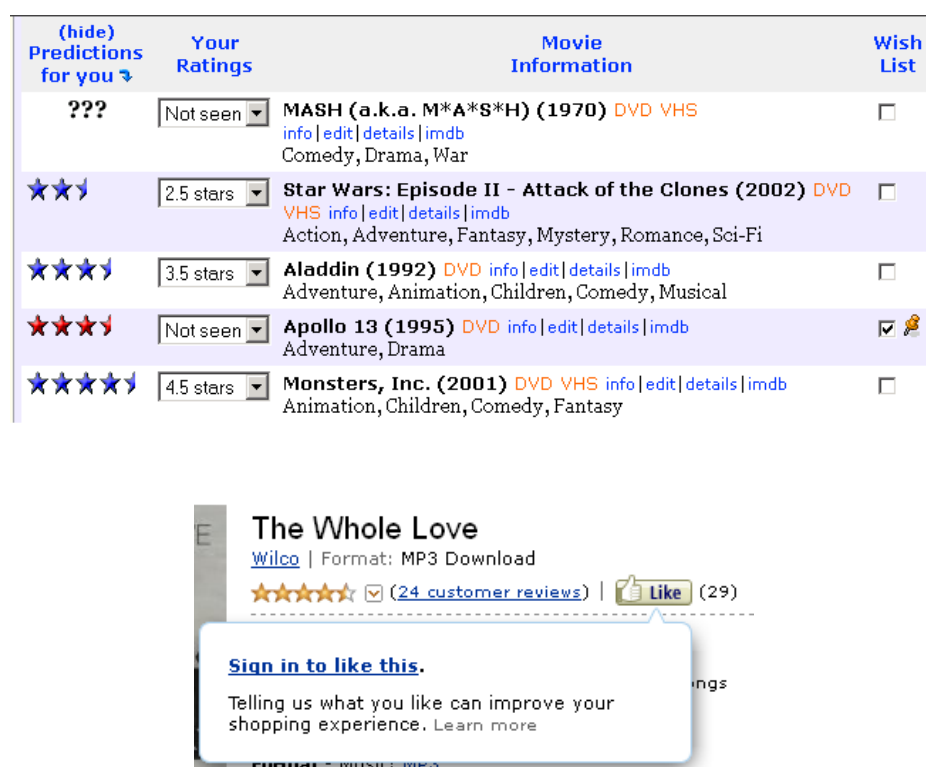 (hide)
Predictions
for you
Your
Ratings
Movie
Information
Wish
List
???
Not seen
MASH (a.k.a. M*A*S*H) (1970) DVD VHS
info|edit|details|imdb
Comedy, Drama, War
2.5 stars
Star Wars: Episode II - Attack of the Clones (2002) DVD
VHS info|edit|details|imdb
Action, Adventure, Fantasy, Mystery, Romance, Sci-Fi
3.5 stars
Aladdin (1992) DVD info|edit|details|imdb
Adventure, Animation, Children, Comedy, Musical
Not seen
Apollo 13 (1995) DVD info|edit|details|imdb
Adventure, Drama
4.5 stars
Monsters, Inc. (2001) DVD VHS info|edit|details|imdb
Animation, Children, Comedy, Fantasy
The Whole Love
Wilco | Format: MP3 Download
(24 customer reviews) | Like (29)
Sign in to like this.
Telling us what you like can improve your
shopping experience. Learn more